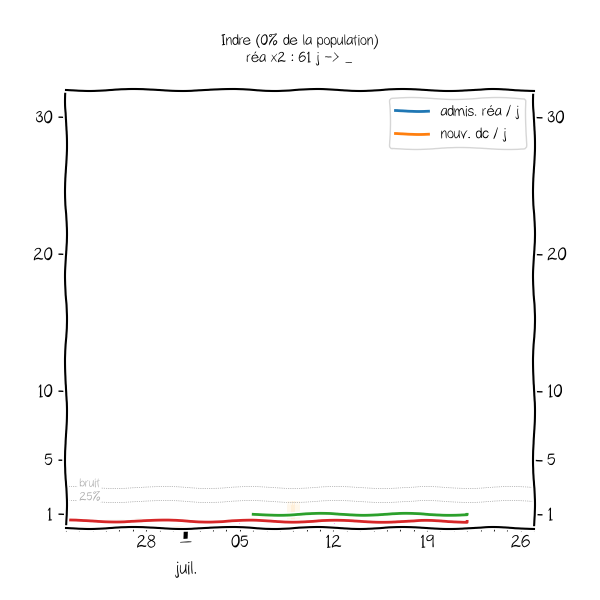 Indre (0% de la population)
réa x2 : 61 j -> _
admis. réa / j
nouv. dc / j
30
30
20
20
10
10
5
5
bruit
25%
1
1
28
05
12
19
26
juil.